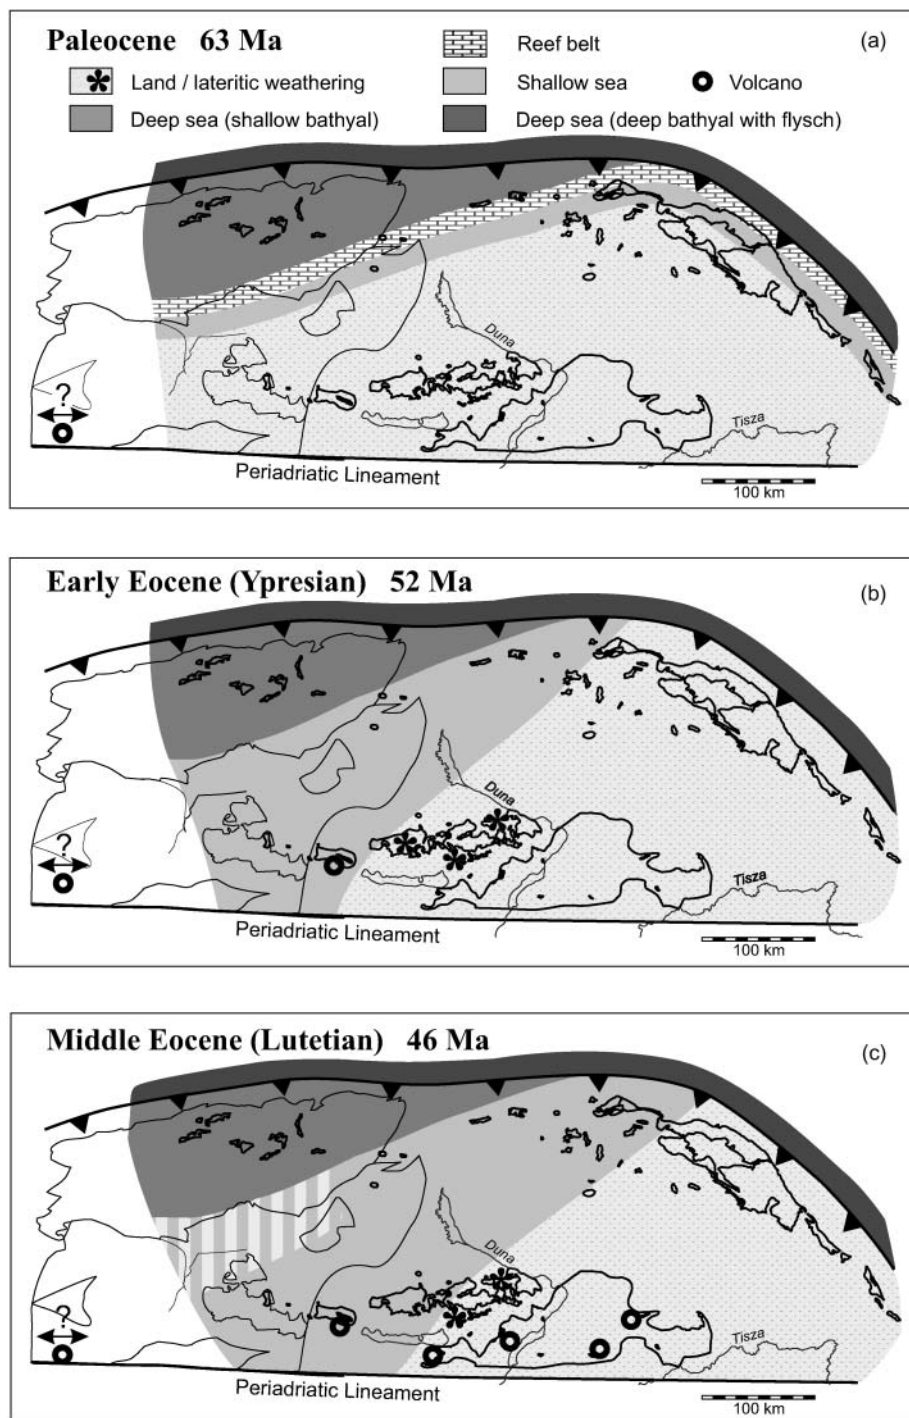 Paleocene 63 Ma
(a)
Reef belt
Land / lateritic weathering
Shallow sea
Volcano
Deep sea (shallow bathyal)
Deep sea (deep bathyal with flysch)
Duna
?
Tisza
Periadriatic Lineament
100 km
Early Eocene (Ypresian) 52 Ma
(b)
Duna
?
Tisza
Periadriatic Lineament
100 km
Middle Eocene (Lutetian) 46 Ma
(c)
Duna
?
Tisza
Periadriatic Lineament
100 km